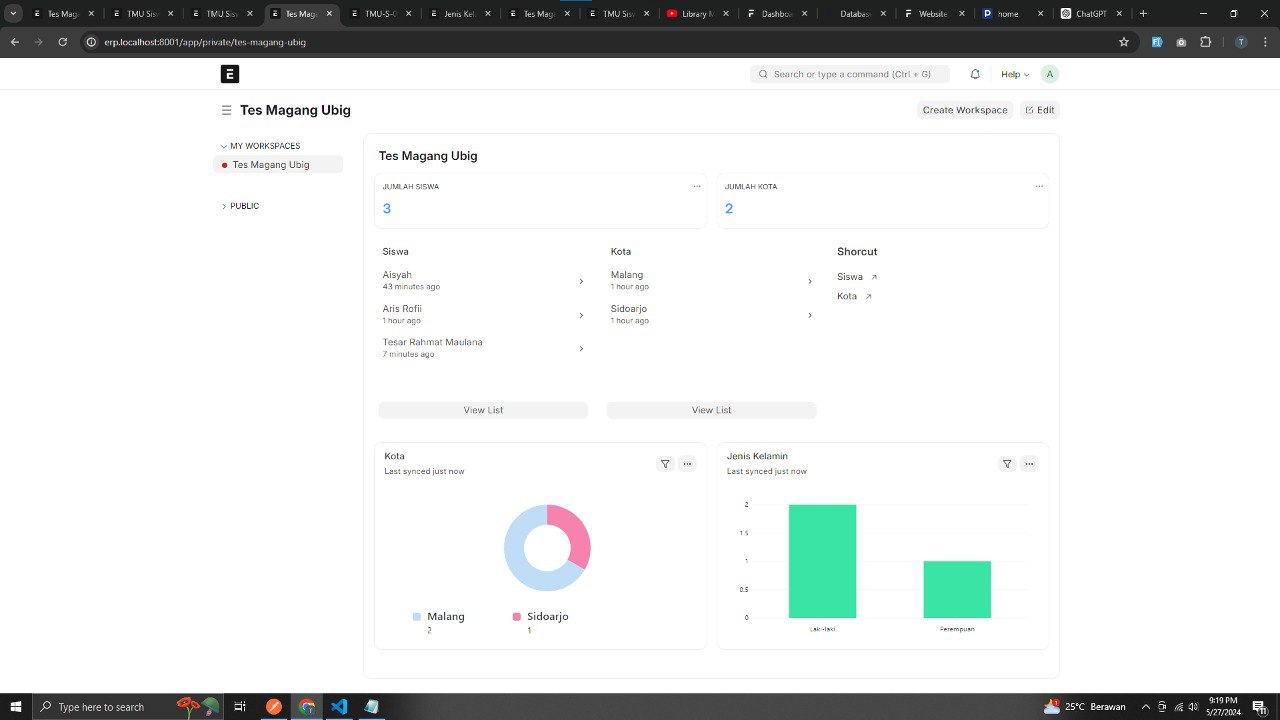 Tes Mage
TMU Sis
TMU Sis
Tes Mag
TMU-S-0
Jenis Kel
Tes Mage
TMU Sis
Library M
Dashboa
Database
Website
home
ChatGPT
erp.localhost:8001/app/private/tes-magang-ubig
T
E
Search or type a command (Ctrl + G)
Help
A
Tes Magang Ubig
Create Workspace
Edit
MY WORKSPACES
Tes Magang Ubig
PUBLIC
Tes Magang Ubig
JUMLAH SISWA
3
JUMLAH KOTA
2
Siswa
Aisyah
43 minutes ago
Aris Rofii
1 hour ago
Tesar Rahmat Maulana
7 minutes ago
View List
Kota
Malang
1 hour ago
Sidoarjo
1 hour ago
View List
Shorcut
Siswa
Kota
Kota
Last synced just now
Malang
2
Sidoarjo
1
Jenis Kelamin
Last synced just now
2
1.5
1
0.5
0
Laki-laki
Perempuan
Type here to search
25°C Berawan
9:19 PM
5/27/2024